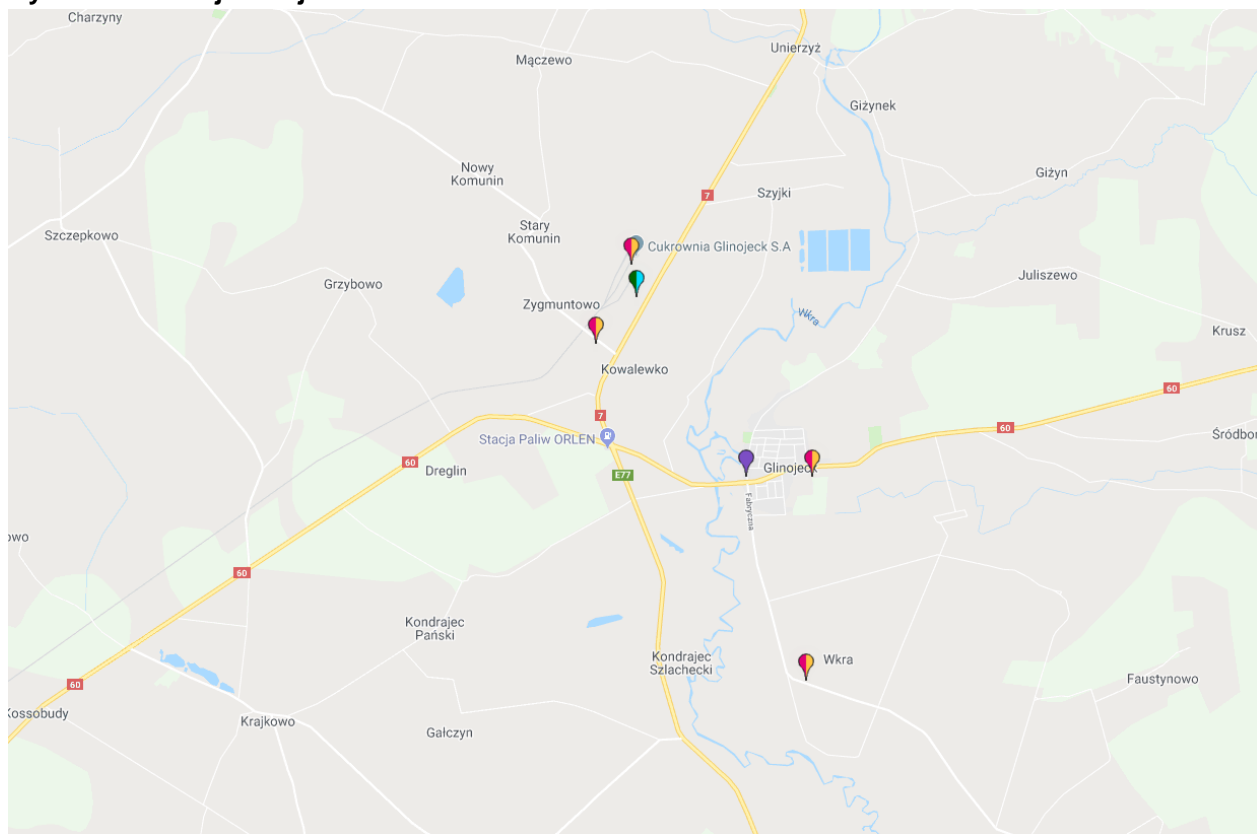 Charzyny
Unierzyż
Mączewo
Giżynek
Nowy
Komunin
Giżyn
7
Szyjki
Stary
Komunin
Szczepkowo
Cukrownia Glinojeck S.A
Juliszewo
Grzybowo
Zygmuntowo
Wkra
Krusz
Kowalewko
60
7
60
Stacja Paliw ORLEN
Śródbor
60
Dreglin
Glinojeck
E77
Fabryczna
owo
60
Kondrajec
Pański
Kondrajec
Szlachecki
Wkra
Faustynowo
60
Kossobudy
Krajkowo
Gałczyn